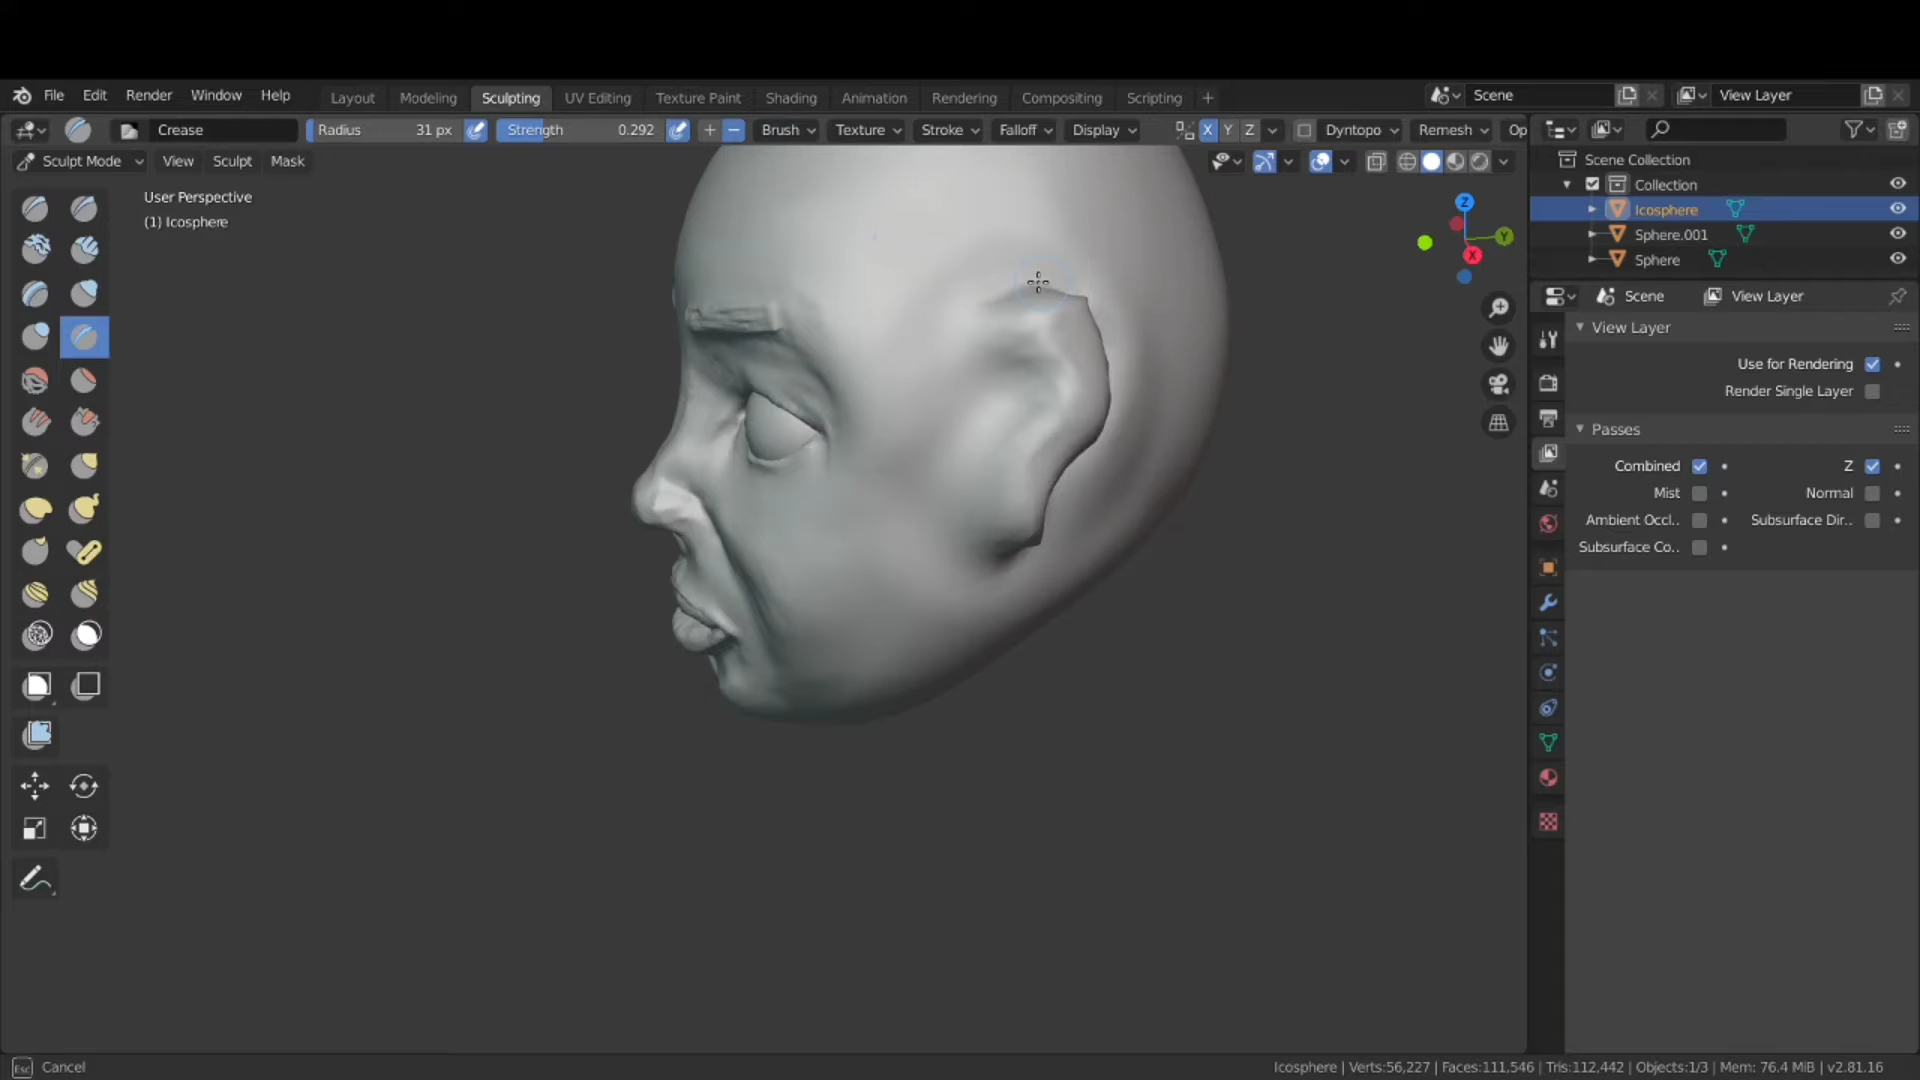 File Edit Render Window Help Layout Modeling Sculpting UV Editing Texture Paint Shading Animation Rendering Compositing Scripting + Scene View Layer
Crease Radius 31 px Strength 0.292 Brush Texture Stroke Falloff Display X Y Z Dyntopo Remesh Op
Sculpt Mode View Sculpt Mask
User Perspective
(1) Icosphere
Z
Y
X
Scene Collection
Collection
Icosphere
Sphere.001
Sphere
Scene View Layer
View Layer
Use for Rendering
Render Single Layer
Passes
Combined Z
Mist Normal
Ambient Occl.. Subsurface Dir..
Subsurface Co..
Esc Cancel Icosphere | Verts:56,227 | Faces:111,546 | Tris:112,442 | Objects:1/3 | Mem: 76.4 MiB | v2.81.16